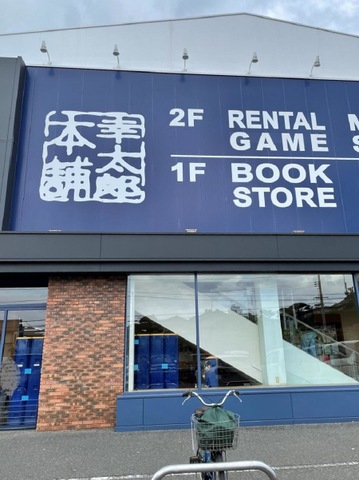 幸太郎
本舗
2F RENTAL
GAME
1F BOOK
STORE